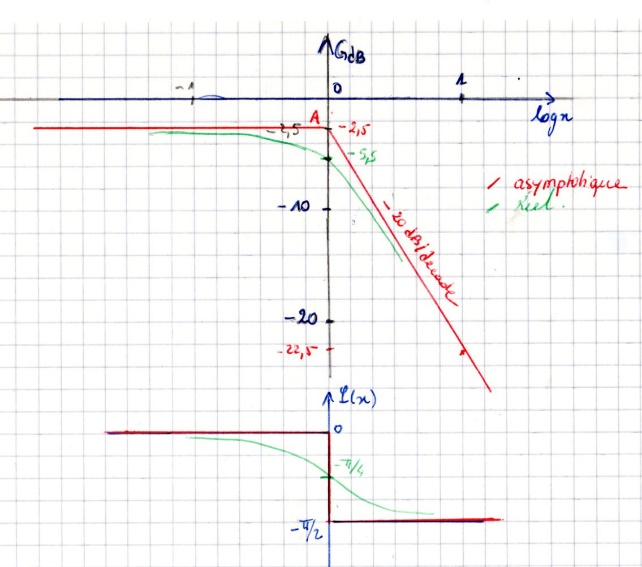 GdB
-1
0
1
log x
A
-2,5
-2,5
-5,5
asymptotique
Réel.
-10
-20 dB/décade
-20
-22,5
φ(x)
0
-π/4
-π/2